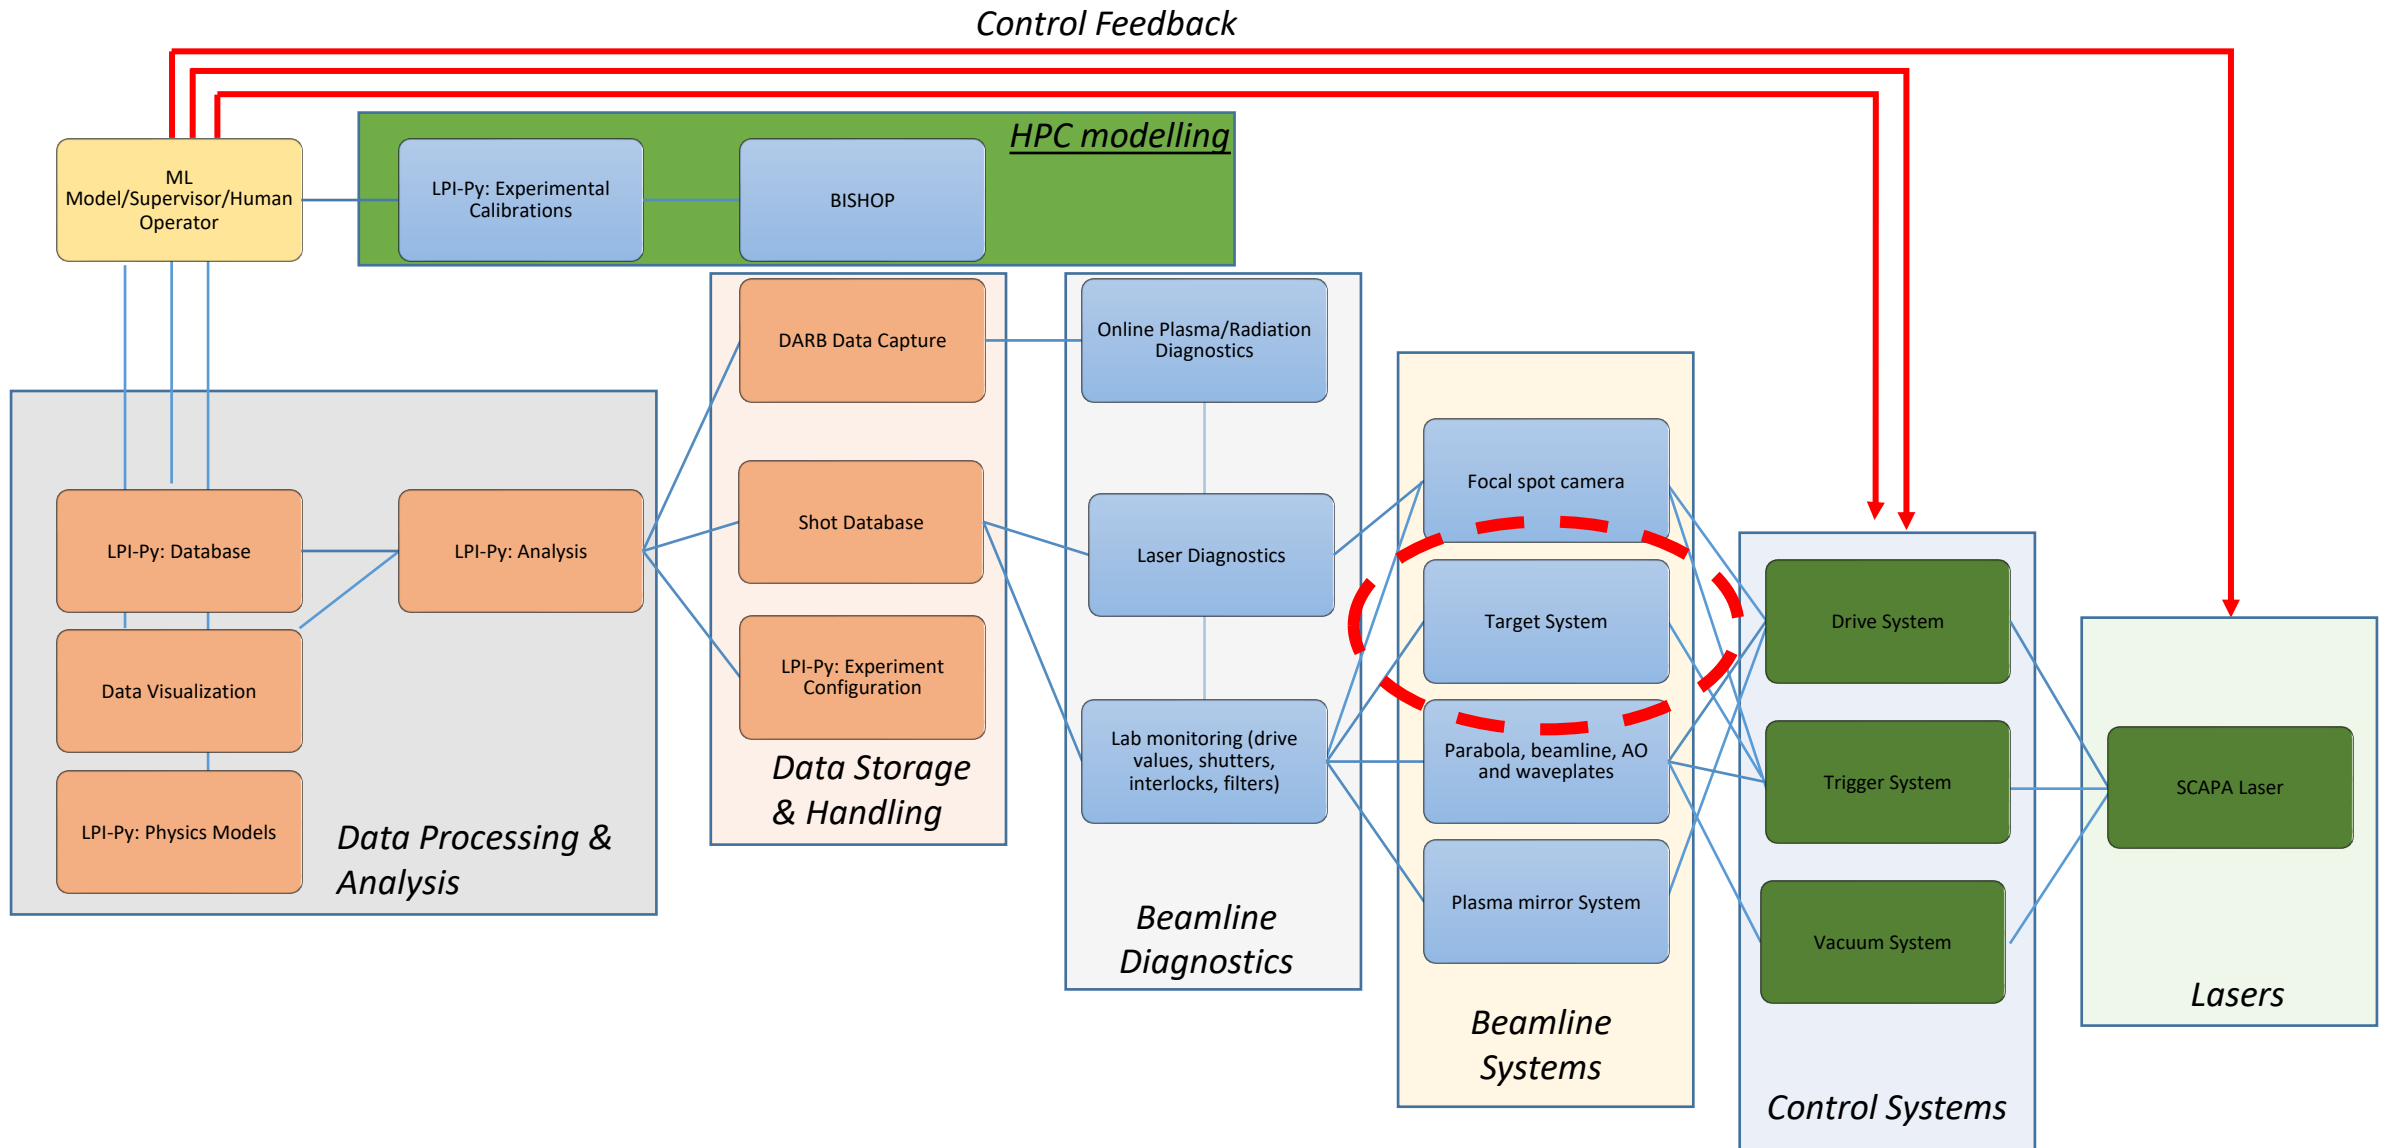 Control Feedback
HPC modelling
ML
Model/Supervisor/Human
Operator
LPI-Py: Experimental
Calibrations
BISHOP
DARB Data Capture
Online Plasma/Radiation
Diagnostics
Focal spot camera
LPI-Py: Database
LPI-Py: Analysis
Shot Database
Laser Diagnostics
Target System
Drive System
Data Visualization
LPI-Py: Experiment
Configuration
Lab monitoring (drive
values, shutters,
interlocks, filters)
Parabola, beamline, AO
and waveplates
Trigger System
SCAPA Laser
LPI-Py: Physics Models
Data Processing &
Analysis
Data Storage
& Handling
Plasma mirror System
Vacuum System
Beamline
Diagnostics
Beamline
Systems
Lasers
Control Systems